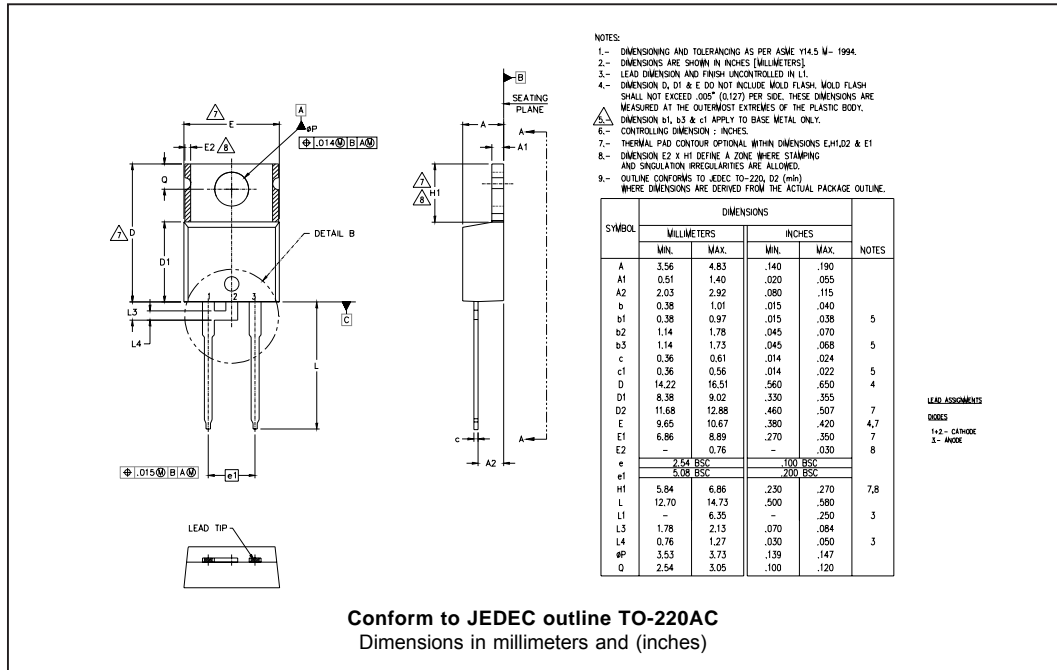 NOTES:
1.- DIMENSIONING AND TOLERANCING AS PER ASME Y14.5 M- 1994.
2.- DIMENSIONS ARE SHOWN IN INCHES [MILLIMETERS].
3.- LEAD DIMENSION AND FINISH UNCONTROLLED IN L1.
4.- DIMENSION D, D1 & E DO NOT INCLUDE MOLD FLASH. MOLD FLASH
SHALL NOT EXCEED .005" (0.127) PER SIDE. THESE DIMENSIONS ARE
MEASURED AT THE OUTERMOST EXTREMES OF THE PLASTIC BODY.
5.- DIMENSION b1, b3 & c1 APPLY TO BASE METAL ONLY.
6.- CONTROLLING DIMENSION : INCHES.
7.- THERMAL PAD CONTOUR OPTIONAL WITHIN DIMENSIONS E,H1,D2 & E1
8.- DIMENSION E2 X H1 DEFINE A ZONE WHERE STAMPING
AND SINGULATION IRREGULARITIES ARE ALLOWED.
9.- OUTLINE CONFORMS TO JEDEC TO-220, D2 (min)
WHERE DIMENSIONS ARE DERIVED FROM THE ACTUAL PACKAGE OUTLINE.
7
E
A
øP
⌖ .014Ⓜ B AⓂ
E2 8
Q
7 D
D1
DETAIL B
1 2 3
L3
L4
C
L
⌖ .015Ⓜ B AⓂ
e1
LEAD TIP
B
SEATING
PLANE
A
A
A1
7
8
H1
c
A
A2
SYMBOL DIMENSIONS NOTES
MILLIMETERS INCHES
MIN. MAX. MIN. MAX.
A 3.56 4.83 .140 .190
A1 0.51 1.40 .020 .055
A2 2.03 2.92 .080 .115
b 0.38 1.01 .015 .040
b1 0.38 0.97 .015 .038 5
b2 1.14 1.78 .045 .070
b3 1.14 1.73 .045 .068 5
c 0.36 0.61 .014 .024
c1 0.36 0.56 .014 .022 5
D 14.22 16.51 .560 .650 4
D1 8.38 9.02 .330 .355
D2 11.68 12.88 .460 .507 7
E 9.65 10.67 .380 .420 4,7
E1 6.86 8.89 .270 .350 7
E2 – 0.76 – .030 8
e 2.54 BSC .100 BSC
e1 5.08 BSC .200 BSC
H1 5.84 6.86 .230 .270 7,8
L 12.70 14.73 .500 .580
L1 – 6.35 – .250 3
L3 1.78 2.13 .070 .084
L4 0.76 1.27 .030 .050 3
øP 3.53 3.73 .139 .147
Q 2.54 3.05 .100 .120
LEAD ASSIGNMENTS
DIODES
1+2.- CATHODE
3.- ANODE
Conform to JEDEC outline TO-220AC
Dimensions in millimeters and (inches)